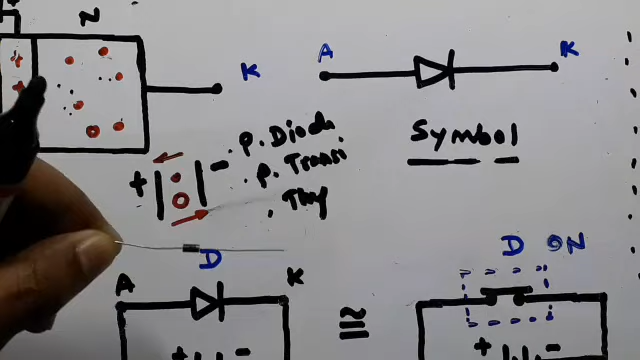 + N
K
A K
Symbol
. P. Diode
. P. Transi
. Thy
+ -
D
A K
+ -
≅
D ON
+ -